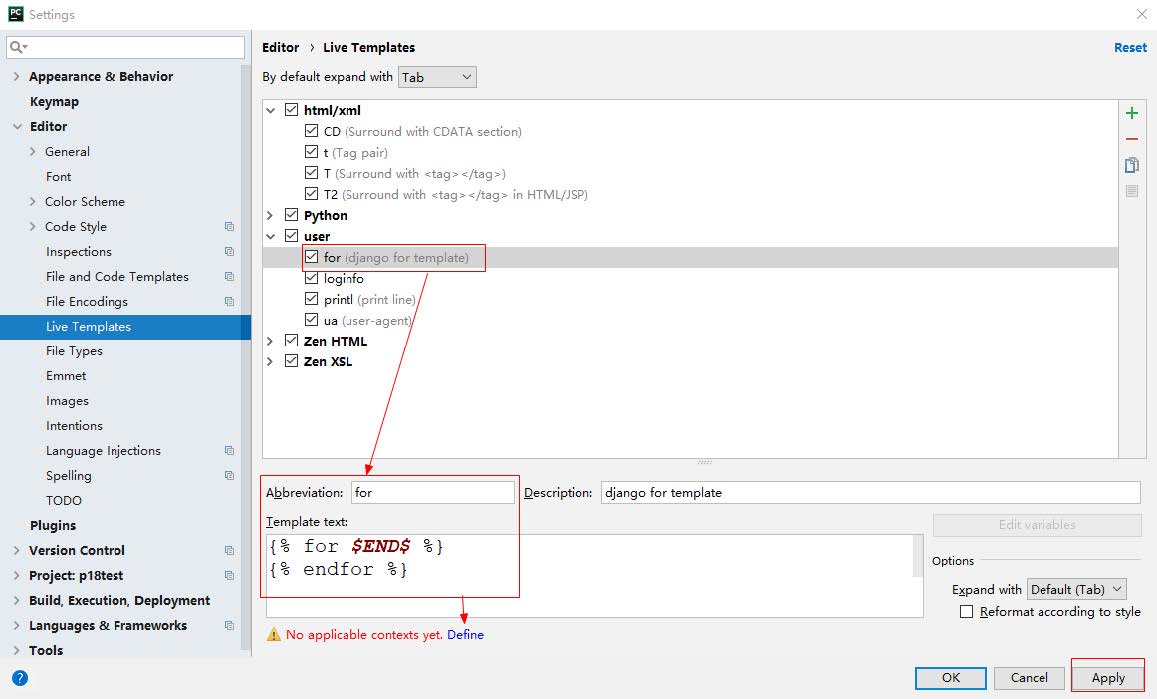 PC Settings
Editor › Live Templates Reset
By default expand with Tab
Appearance & Behavior
Keymap
Editor
General
Font
Color Scheme
Code Style
Inspections
File and Code Templates
File Encodings
Live Templates
File Types
Emmet
Images
Intentions
Language Injections
Spelling
TODO
Plugins
Version Control
Project: p18test
Build, Execution, Deployment
Languages & Frameworks
Tools
html/xml
CD (Surround with CDATA section)
t (Tag pair)
T (Surround with <tag></tag>)
T2 (Surround with <tag></tag> in HTML/JSP)
Python
user
for (django for template)
loginfo
printl (print line)
ua (user-agent)
Zen HTML
Zen XSL
Abbreviation: for Description: django for template
Template text:
{% for $END$ %}
{% endfor %}
Edit variables
Options
Expand with Default (Tab)
Reformat according to style
No applicable contexts yet. Define
? OK Cancel Apply